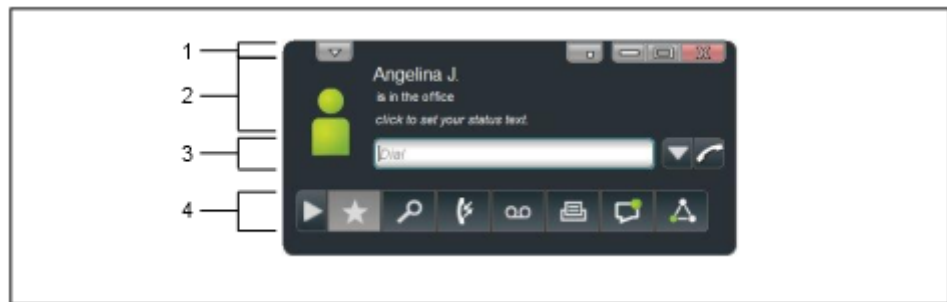 1
2
3
4
Angelina J.
is in the office
click to set your status text.
Dial